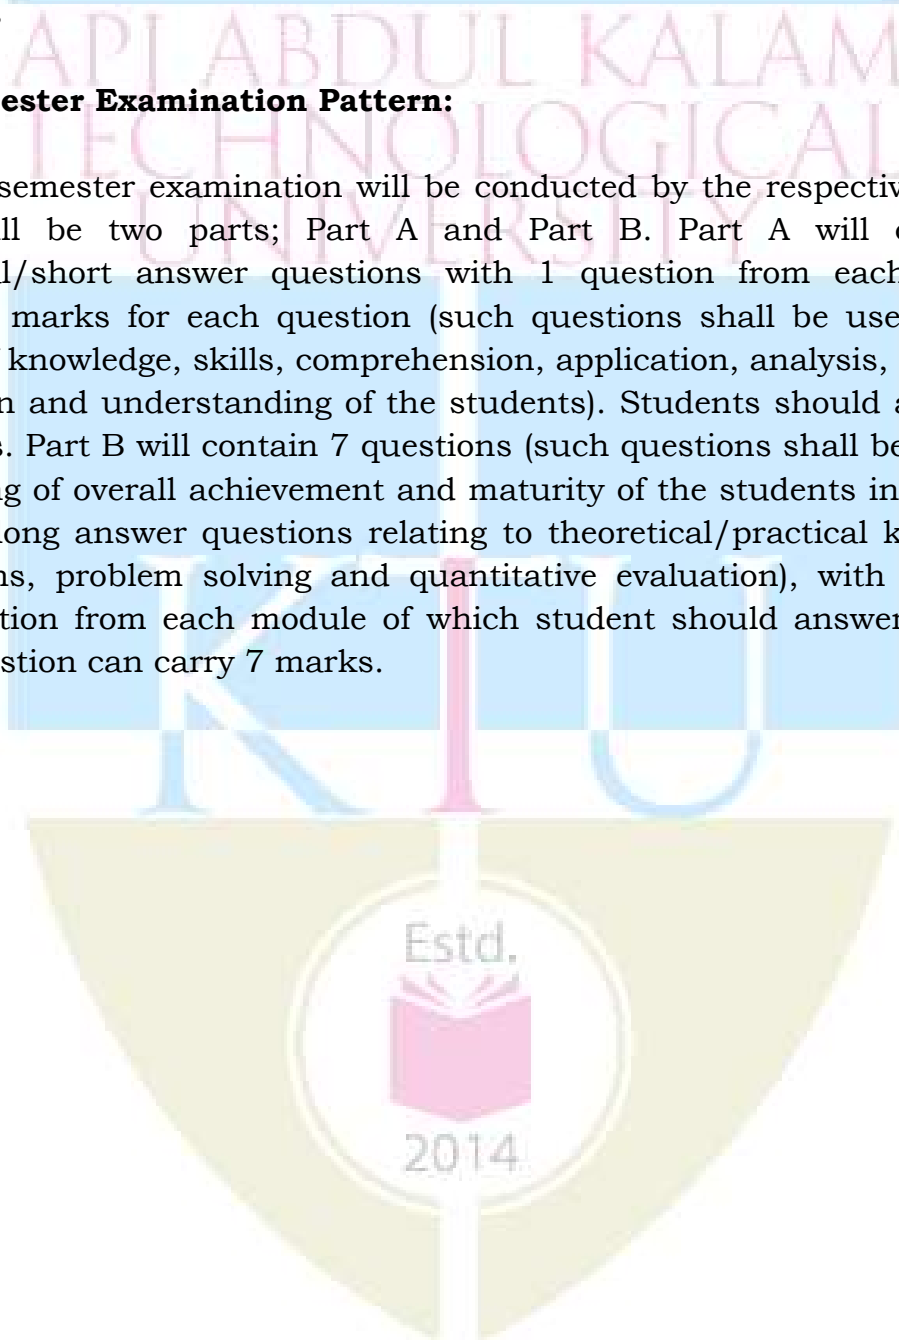 API ABDUL KALAM
TECHNOLOGICAL
UNIVERSITY
ester Examination Pattern:
semester examination will be conducted by the respectiv
ll be two parts; Part A and Part B. Part A will
l/short answer questions with 1 question from each
marks for each question (such questions shall be use
knowledge, skills, comprehension, application, analysis,
n and understanding of the students). Students should a
s. Part B will contain 7 questions (such questions shall be
ng of overall achievement and maturity of the students in
long answer questions relating to theoretical/practical k
ns, problem solving and quantitative evaluation), with
tion from each module of which student should answer
stion can carry 7 marks.
KTU
Estd.
2014